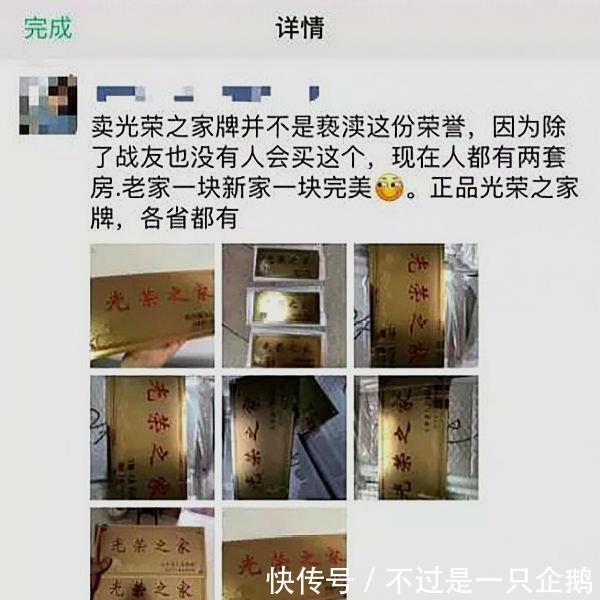 完成
详情
卖光荣之家牌并不是亵渎这份荣誉，因为除
了战友也没有人会买这个，现在人都有两套
房.老家一块新家一块完美。正品光荣之家
牌，各省都有
光荣之家
光荣之家
光荣之家
光荣之家
光荣之家
光荣之家
光荣之家
光荣之家
光荣之家
光荣之家
快传号 / 不过是一只企鹅